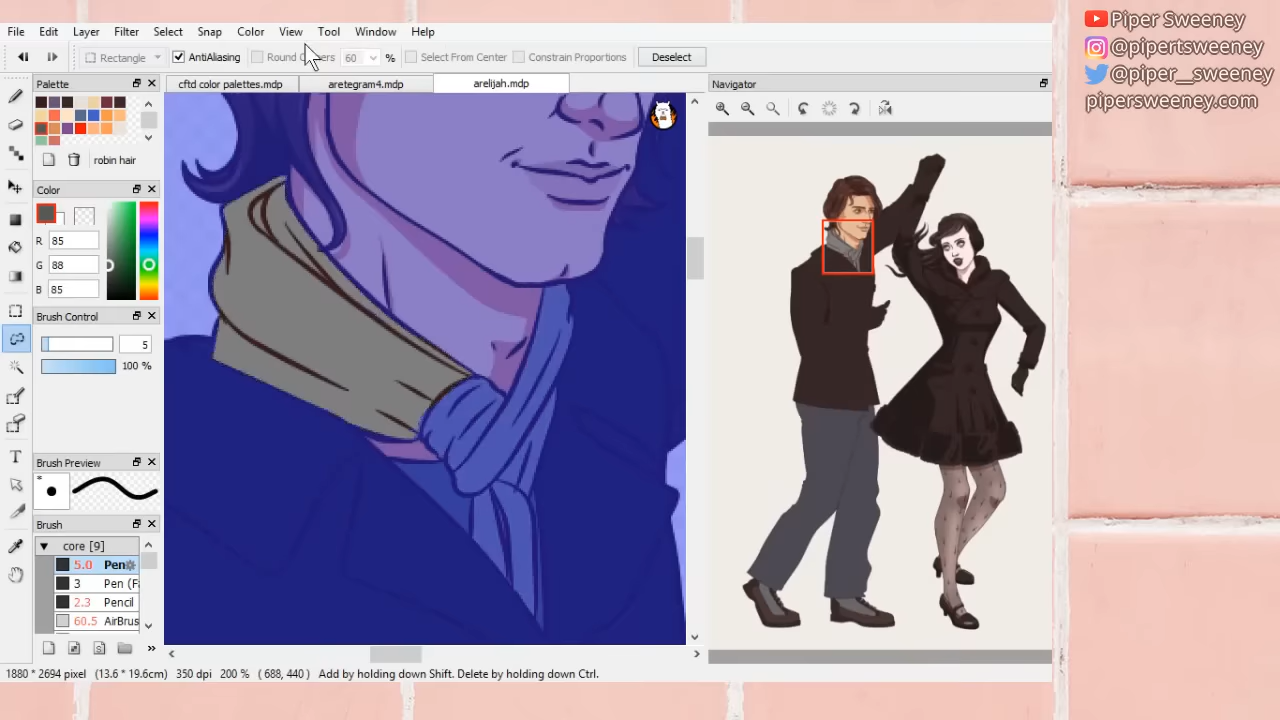 File Edit Layer Filter Select Snap Color View Tool Window Help
Rectangle AntiAliasing Round Corners 60 % Select From Center Constrain Proportions Deselect
Palette
cftd color palettes.mdp aretegram4.mdp arelijah.mdp
Navigator
robin hair
Color
R 85
G 88
B 85
Brush Control
5
100 %
Brush Preview
*
Brush
core [9]
5.0 Pen
3 Pen (F
2.3 Pencil
60.5 AirBrus
T
1880 * 2694 pixel (13.6 * 19.6cm) 350 dpi 200 % ( 688, 440 ) Add by holding down Shift. Delete by holding down Ctrl.
Piper Sweeney
@pipertsweeney
@piper__sweeney
pipersweeney.com